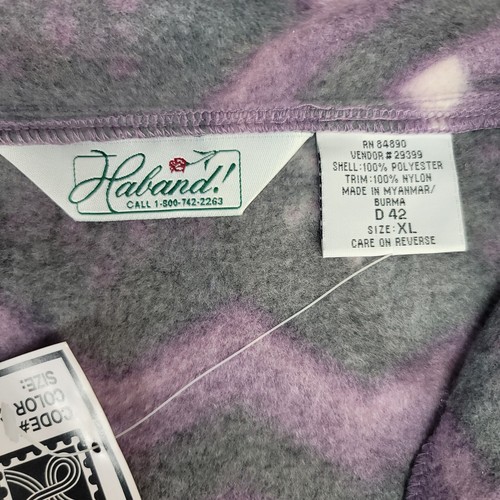 Haband!
CALL 1-800-742-2263
RN 84890
VENDOR# 29399
SHELL:100% POLYESTER
TRIM:100% NYLON
MADE IN MYANMAR/
BURMA
D 42
SIZE:XL
CARE ON REVERSE
CODE#
COLOR
SIZE: